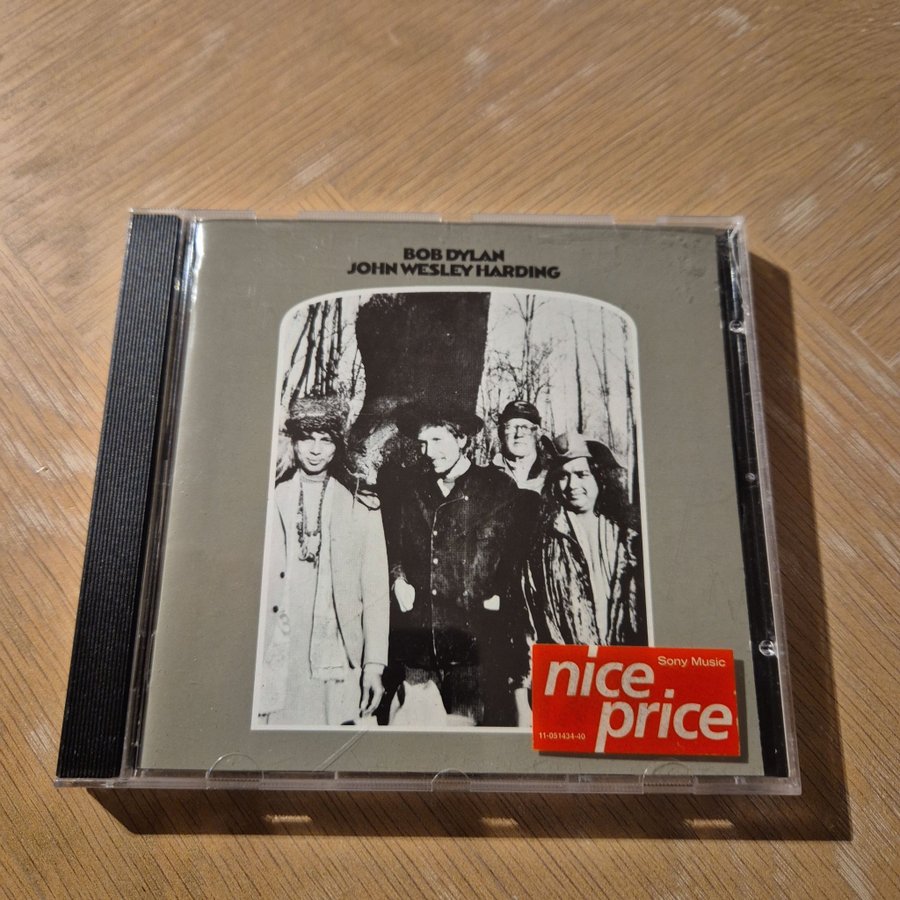 BOB DYLAN
JOHN WESLEY HARDING
Sony Music
nice
price
11-051434-40